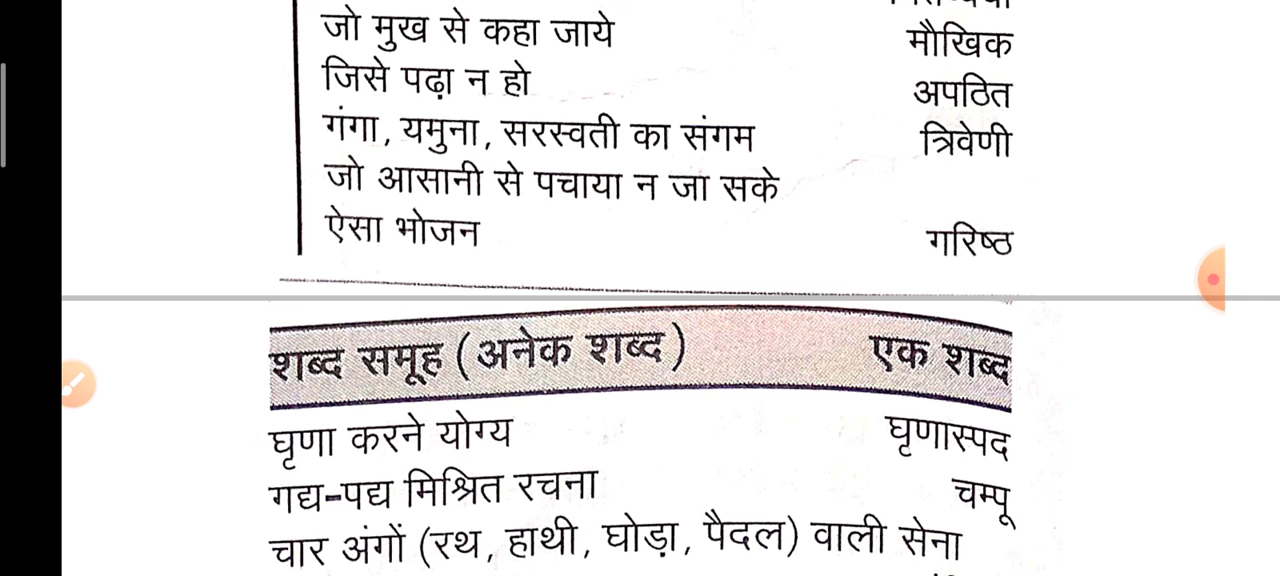 जो मुख से कहा जाये मौखिक
जिसे पढ़ा न हो अपठित
गंगा, यमुना, सरस्वती का संगम त्रिवेणी
जो आसानी से पचाया न जा सके
ऐसा भोजन गरिष्ठ
शब्द समूह (अनेक शब्द) एक शब्द
घृणा करने योग्य घृणास्पद
गद्य-पद्य मिश्रित रचना चम्पू
चार अंगों (रथ, हाथी, घोड़ा, पैदल) वाली सेना